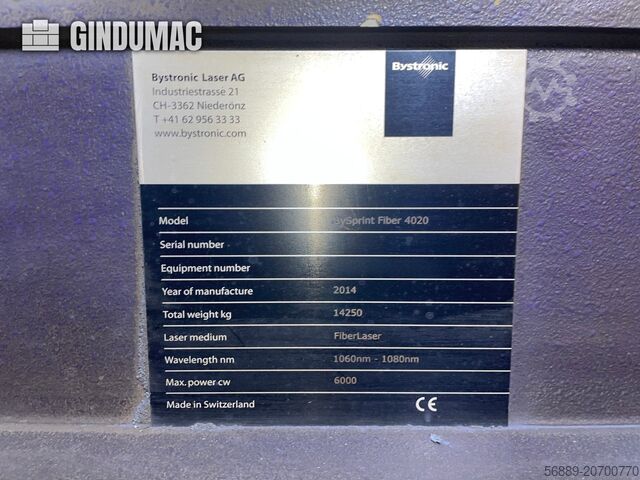 GINDUMAC
Bystronic Laser AG
Industriestrasse 21
CH-3362 Niederönz
T +41 62 956 33 33
www.bystronic.com
Bystronic
Model BySprint Fiber 4020
Serial number
Equipment number
Year of manufacture 2014
Total weight kg 14250
Laser medium FiberLaser
Wavelength nm 1060nm - 1080nm
Max. power cw 6000
Made in Switzerland CE
56889-20700770